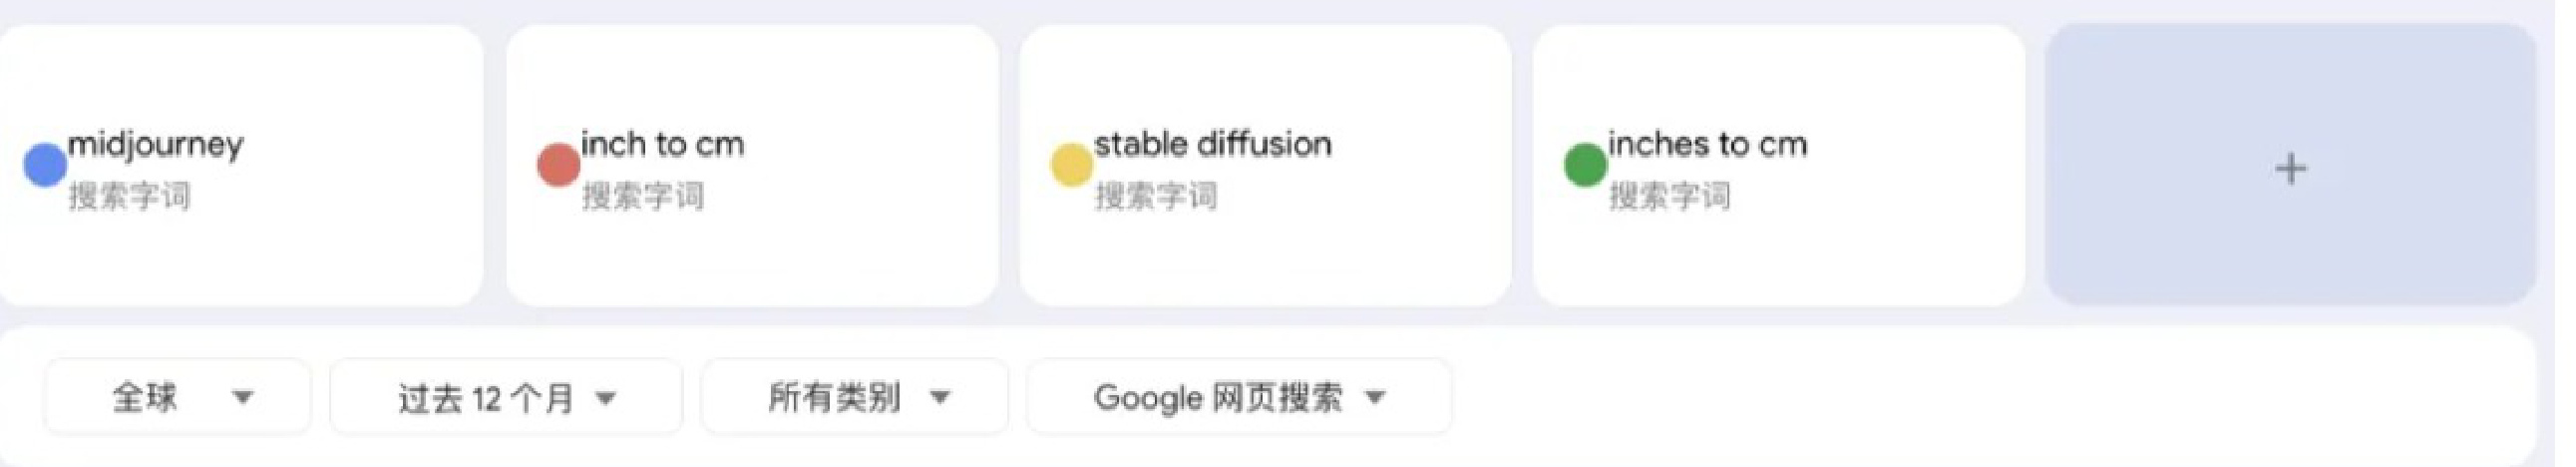 midjourney
搜索字词
inch to cm
搜索字词
stable diffusion
搜索字词
inches to cm
搜索字词
+
全球
过去 12 个月
所有类别
Google 网页搜索